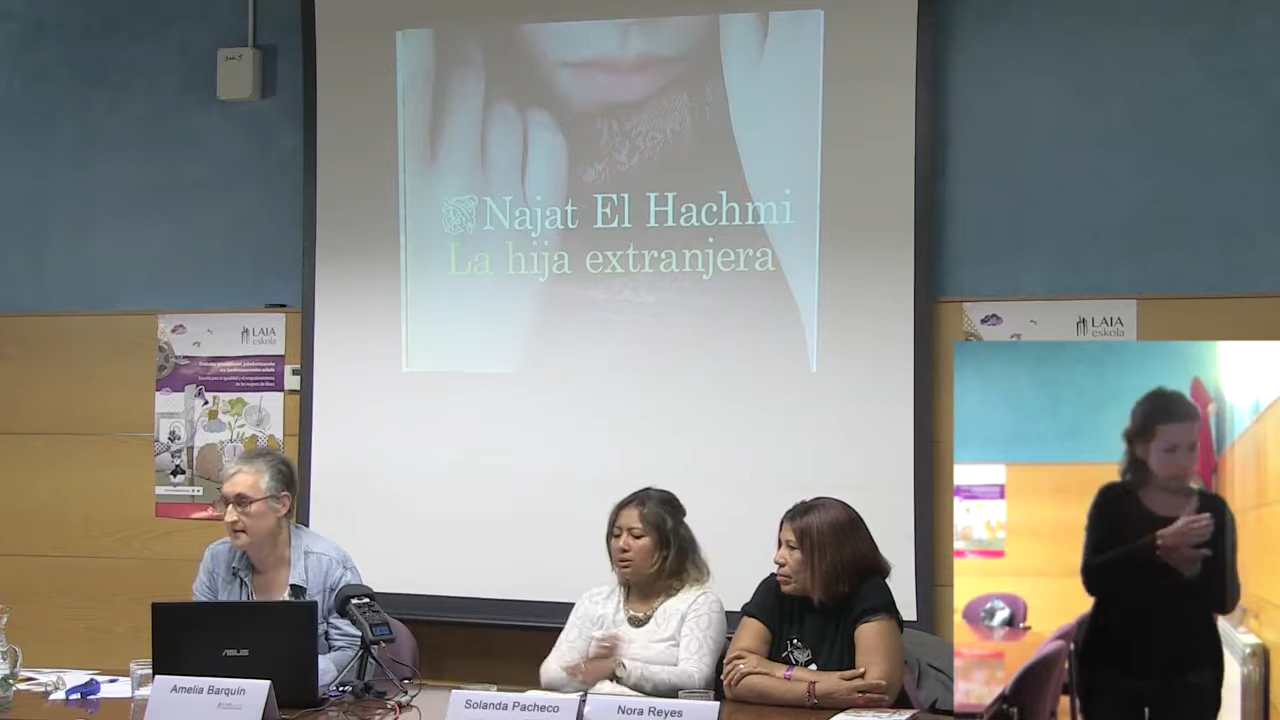 Najat El Hachmi
La hija extranjera
LAIA
eskola
LAIA
eskola
ASUS
Amelia Barquín
Solanda Pacheco
Nora Reyes